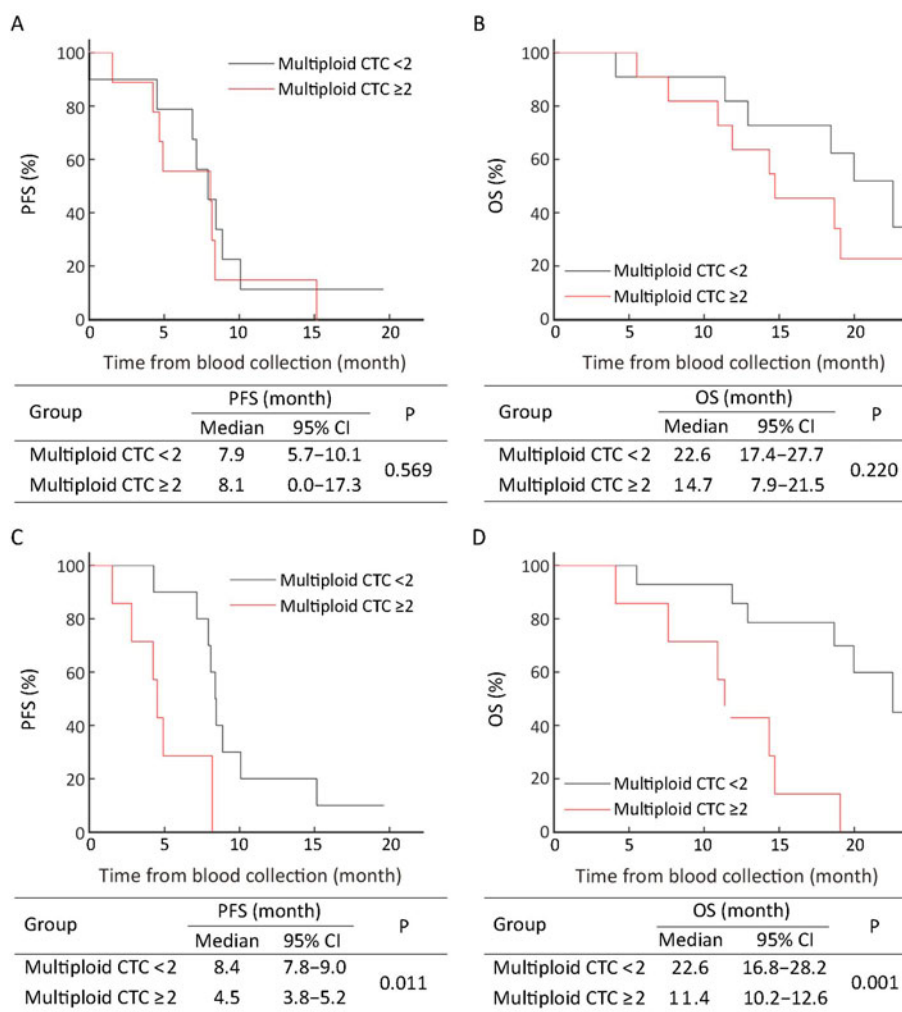 A
Multiploid CTC <2
Multiploid CTC ≥2
PFS (%)
100
80
60
40
20
0
0 5 10 15 20
Time from blood collection (month)
Group PFS (month) P
Median 95% CI
Multiploid CTC <2 7.9 5.7–10.1
0.569
Multiploid CTC ≥2 8.1 0.0–17.3
B
OS (%)
100
80
60
40
20
0
Multiploid CTC <2
Multiploid CTC ≥2
0 5 10 15 20
Time from blood collection (month)
Group OS (month) P
Median 95% CI
Multiploid CTC <2 22.6 17.4–27.7
0.220
Multiploid CTC ≥2 14.7 7.9–21.5
C
Multiploid CTC <2
Multiploid CTC ≥2
PFS (%)
100
80
60
40
20
0
0 5 10 15 20
Time from blood collection (month)
Group PFS (month) P
Median 95% CI
Multiploid CTC <2 8.4 7.8–9.0
0.011
Multiploid CTC ≥2 4.5 3.8–5.2
D
OS (%)
100
80
60
40
20
0
Multiploid CTC <2
Multiploid CTC ≥2
0 5 10 15 20
Time from blood collection (month)
Group OS (month) P
Median 95% CI
Multiploid CTC <2 22.6 16.8–28.2
0.001
Multiploid CTC ≥2 11.4 10.2–12.6